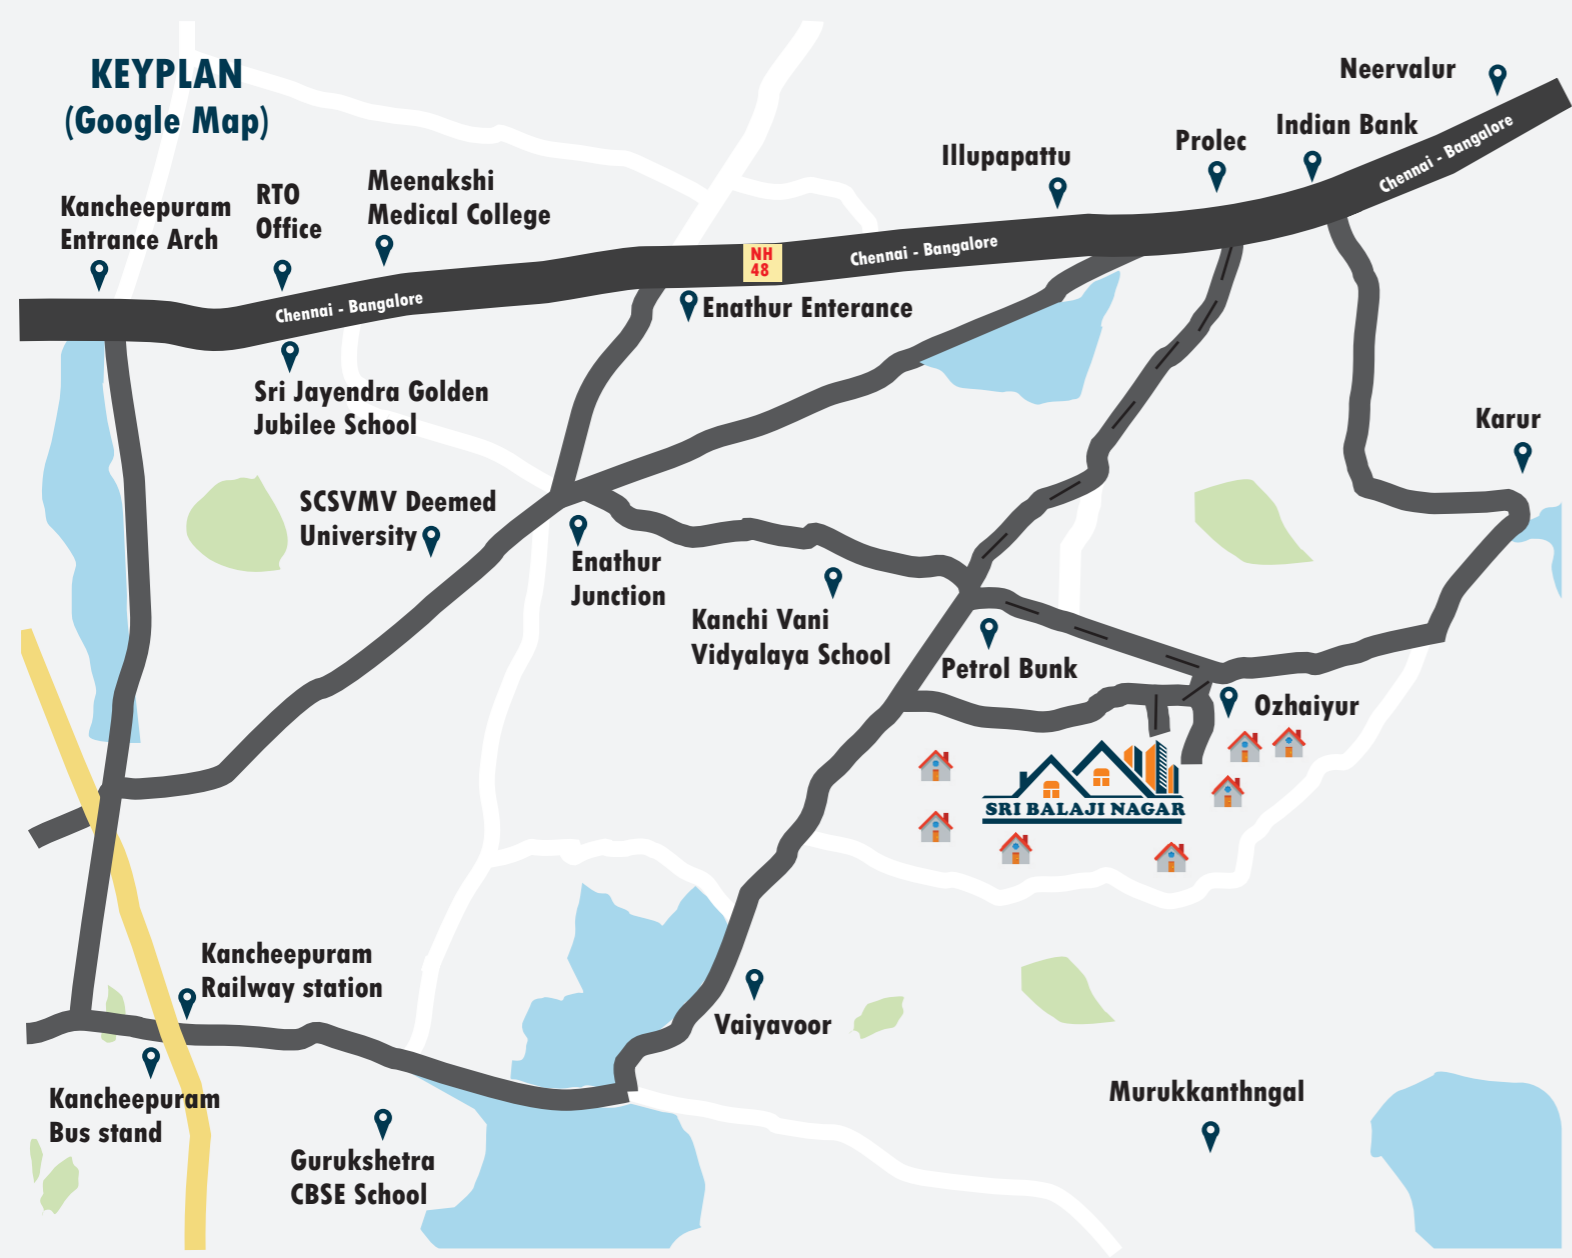 KEYPLAN
(Google Map)
Neervalur
Indian Bank
Prolec
Illupapattu
Chennai - Bangalore
Meenakshi
Medical College
RTO
Office
Kancheepuram
Entrance Arch
NH
48
Chennai - Bangalore
Chennai - Bangalore
Enathur Enterance
Sri Jayendra Golden
Jubilee School
Karur
SCSVMV Deemed
University
Enathur
Junction
Kanchi Vani
Vidyalaya School
Petrol Bunk
Ozhaiyur
SRI BALAJI NAGAR
Kancheepuram
Railway station
Vaiyavoor
Kancheepuram
Bus stand
Murukkanthngal
Gurukshetra
CBSE School